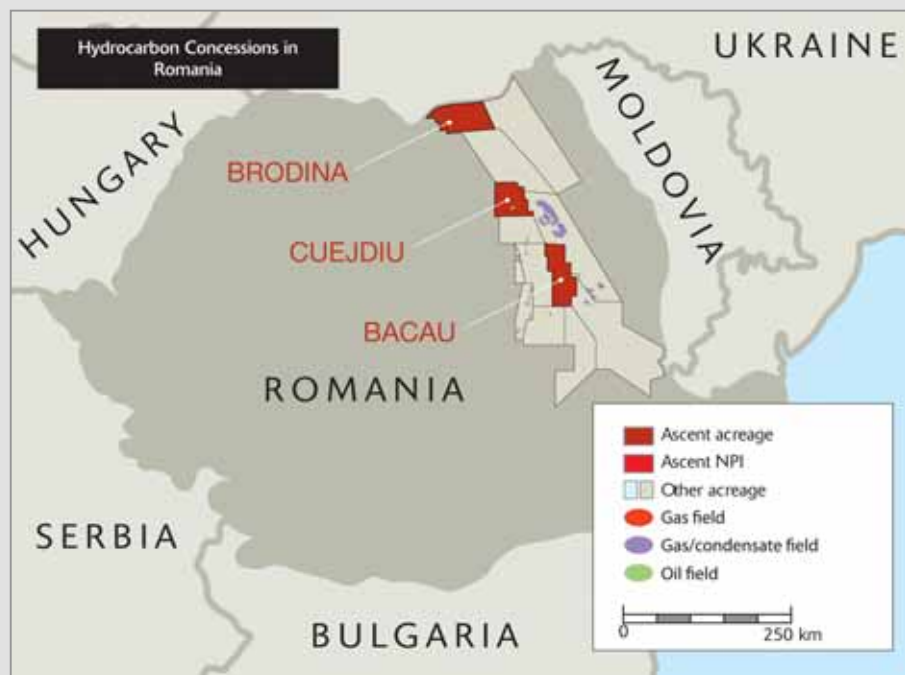 Hydrocarbon Concessions in
Romania
UKRAINE
MOLDOVIA
HUNGARY
BRODINA
CUEJDIU
BACAU
ROMANIA
Ascent acreage
Ascent NPI
Other acreage
Gas field
Gas/condensate field
Oil field
0 250 km
SERBIA
BULGARIA